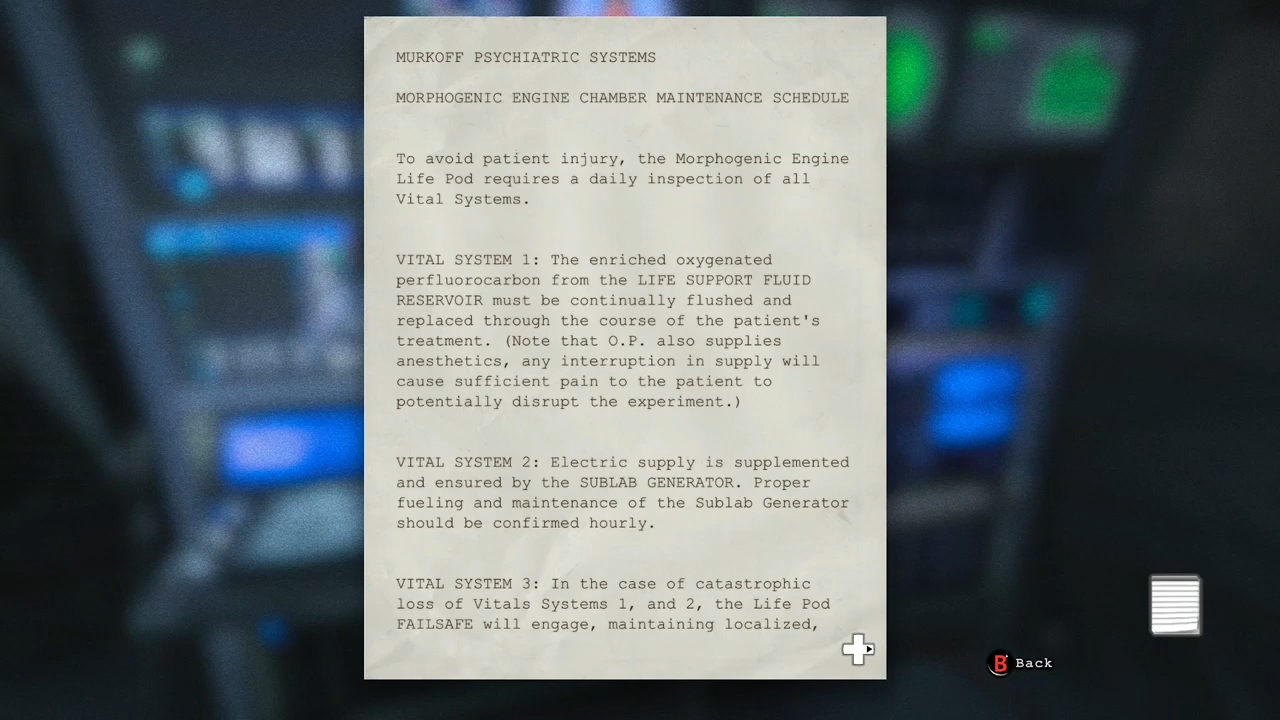 MURKOFF PSYCHIATRIC SYSTEMS
MORPHOGENIC ENGINE CHAMBER MAINTENANCE SCHEDULE
To avoid patient injury, the Morphogenic Engine
Life Pod requires a daily inspection of all
Vital Systems.
VITAL SYSTEM 1: The enriched oxygenated
perfluorocarbon from the LIFE SUPPORT FLUID
RESERVOIR must be continually flushed and
replaced through the course of the patient's
treatment. (Note that O.P. also supplies
anesthetics, any interruption in supply will
cause sufficient pain to the patient to
potentially disrupt the experiment.)
VITAL SYSTEM 2: Electric supply is supplemented
and ensured by the SUBLAB GENERATOR. Proper
fueling and maintenance of the Sublab Generator
should be confirmed hourly.
VITAL SYSTEM 3: In the case of catastrophic
loss of Vitals Systems 1, and 2, the Life Pod
FAILSAFE will engage, maintaining localized,
B Back